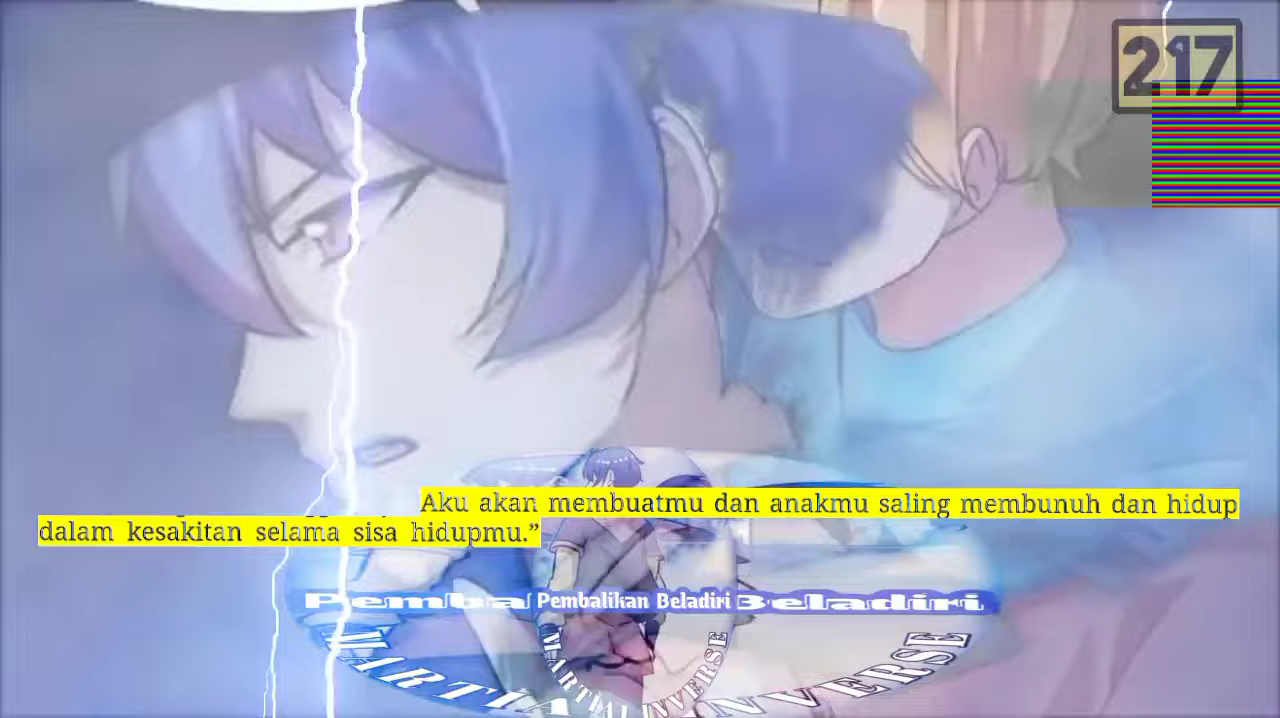 217
Aku akan membuatmu dan anakmu saling membunuh dan hidup
dalam kesakitan selama sisa hidupmu.”
Pembalikan Beladiri
Beladiri
MARTIAL INVERSE